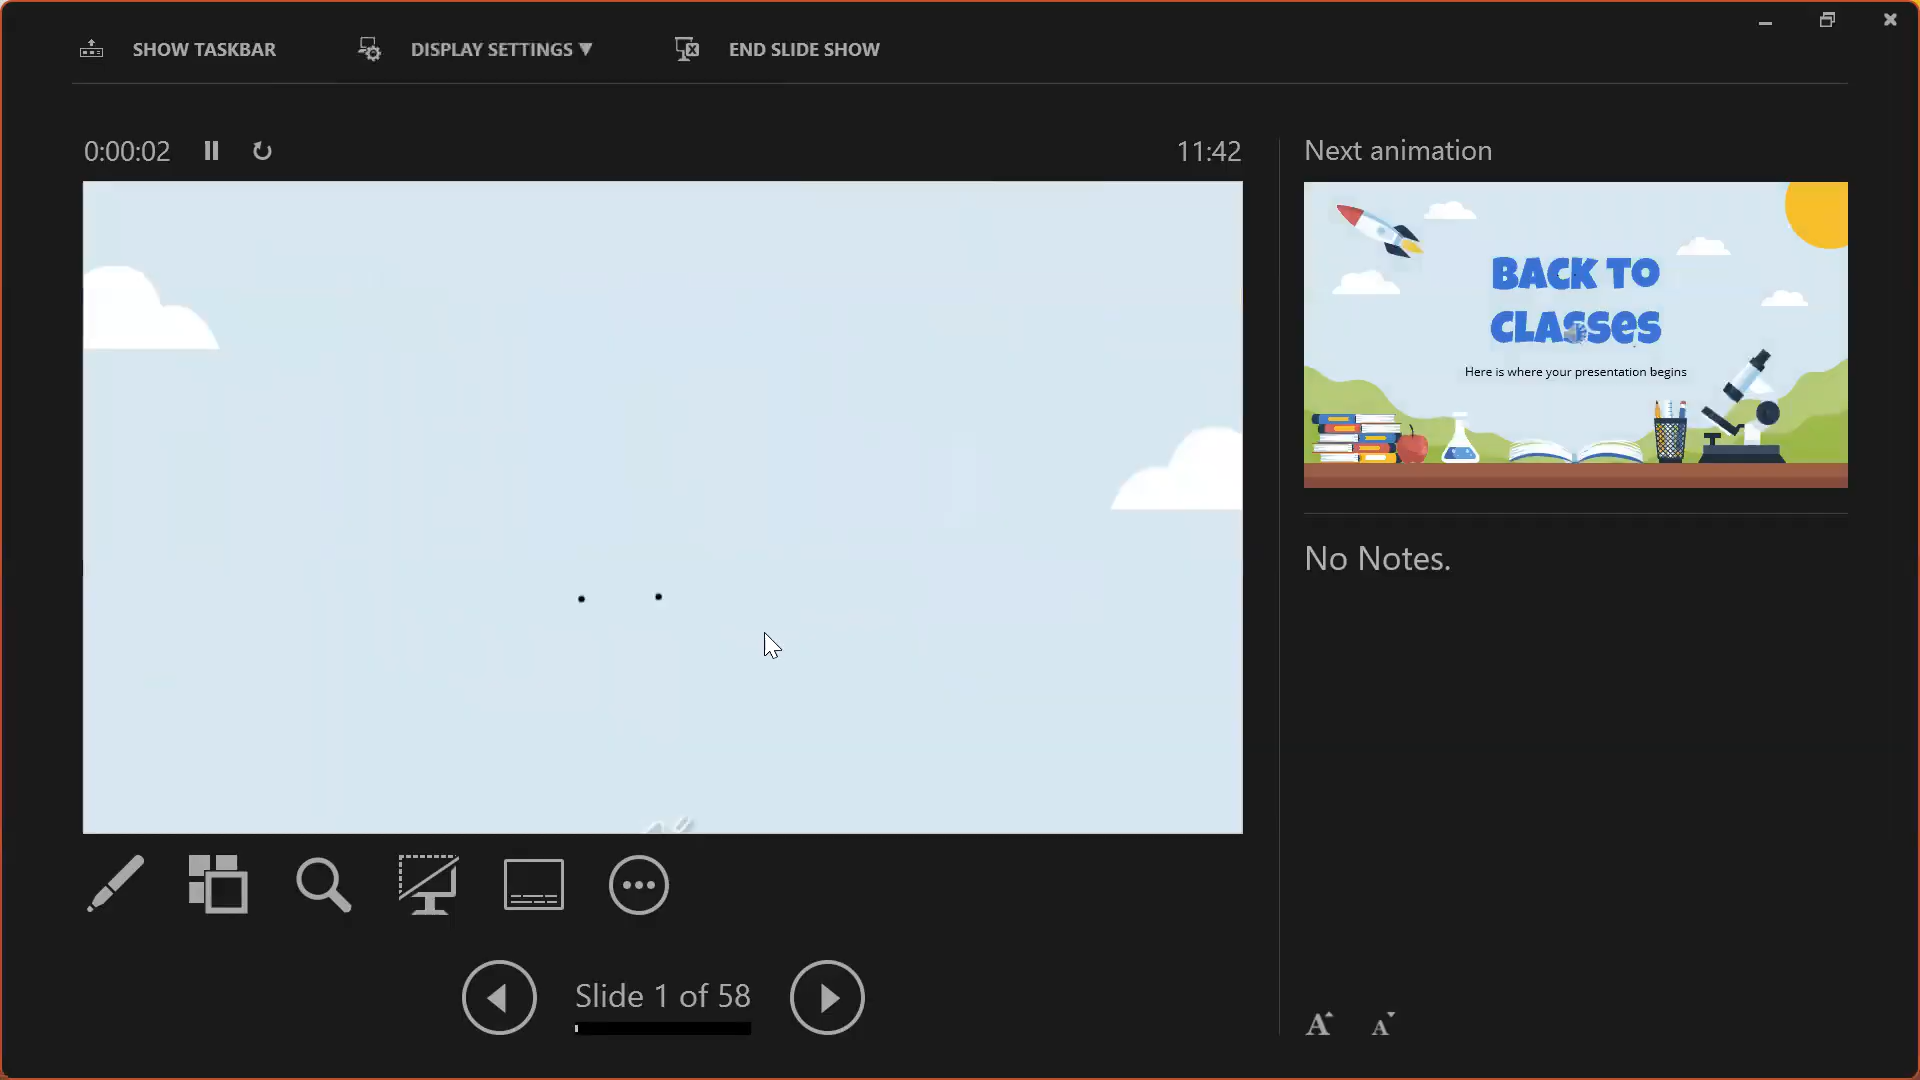 SHOW TASKBAR
DISPLAY SETTINGS ▼
END SLIDE SHOW
0:00:02
11:42
Next animation
BACK TO
CLASSES
Here is where your presentation begins
No Notes.
Slide 1 of 58
A A